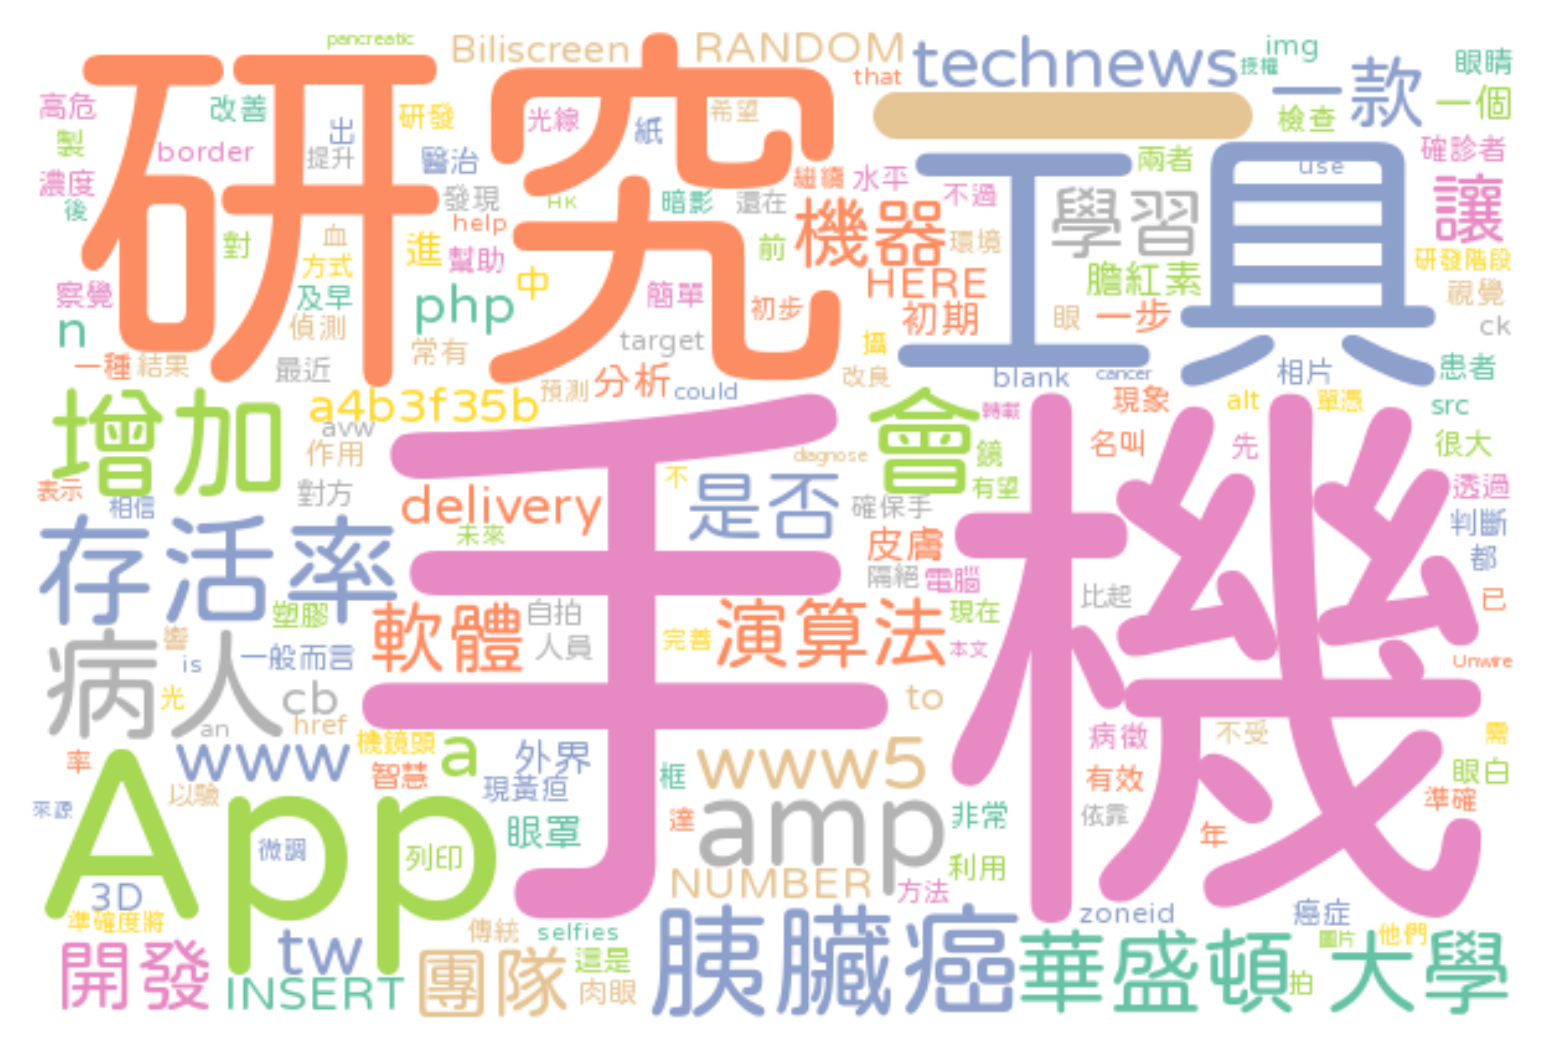 pancreatic
Biliscreen
RANDOM
technews
img
眼睛
that
授權
一款
一個
高危
改善
出
研發
光線
紙
希望
一
檢查
製
border
提升
醫治
研究
兩者
use
確診者
濃度
後
發現
HK
暗影
還在
繼續
水平
不過
學習
工具
讓
help
對
血
進
幫助
前
機器
環境
膽紅素
研發階段
方式
中
HERE
察覺
及早
php
簡單
初步
初期
眼
一步
視覺
n
偵測
target
ck
一種
結果
最近
常有
分析
攝
改良
blank
cancer
相片
患者
預測
could
增加
a4b3f35b
avw
會
轉載
現象
alt
單憑
src
作用
diagnose
鏡
名叫
先
很大
表示
相信
對方
delivery
不
是否
確保手
有望
透過
未來
皮膚
判斷
存活率
隔絕
電腦
比起
都
塑膠
軟體
自拍
手機
演算法
現在
已
響
is
一般而言
人員
完善
本文
Unwire
病人
光
cb
to
an
href
病徵
不受
需
率
www
機鏡頭
a
外界
框
www5
智慧
現黃疸
有效
眼白
以驗
準確
來源
App
眼罩
達
amp
非常
依靠
年
微調
列印
利用
3D
NUMBER
方法
準確度將
zoneid
癌症
傳統
selfies
圖片
他們
開發
tw
INSERT
團隊
這是
肉眼
胰臟癌
華盛頓
拍
大學